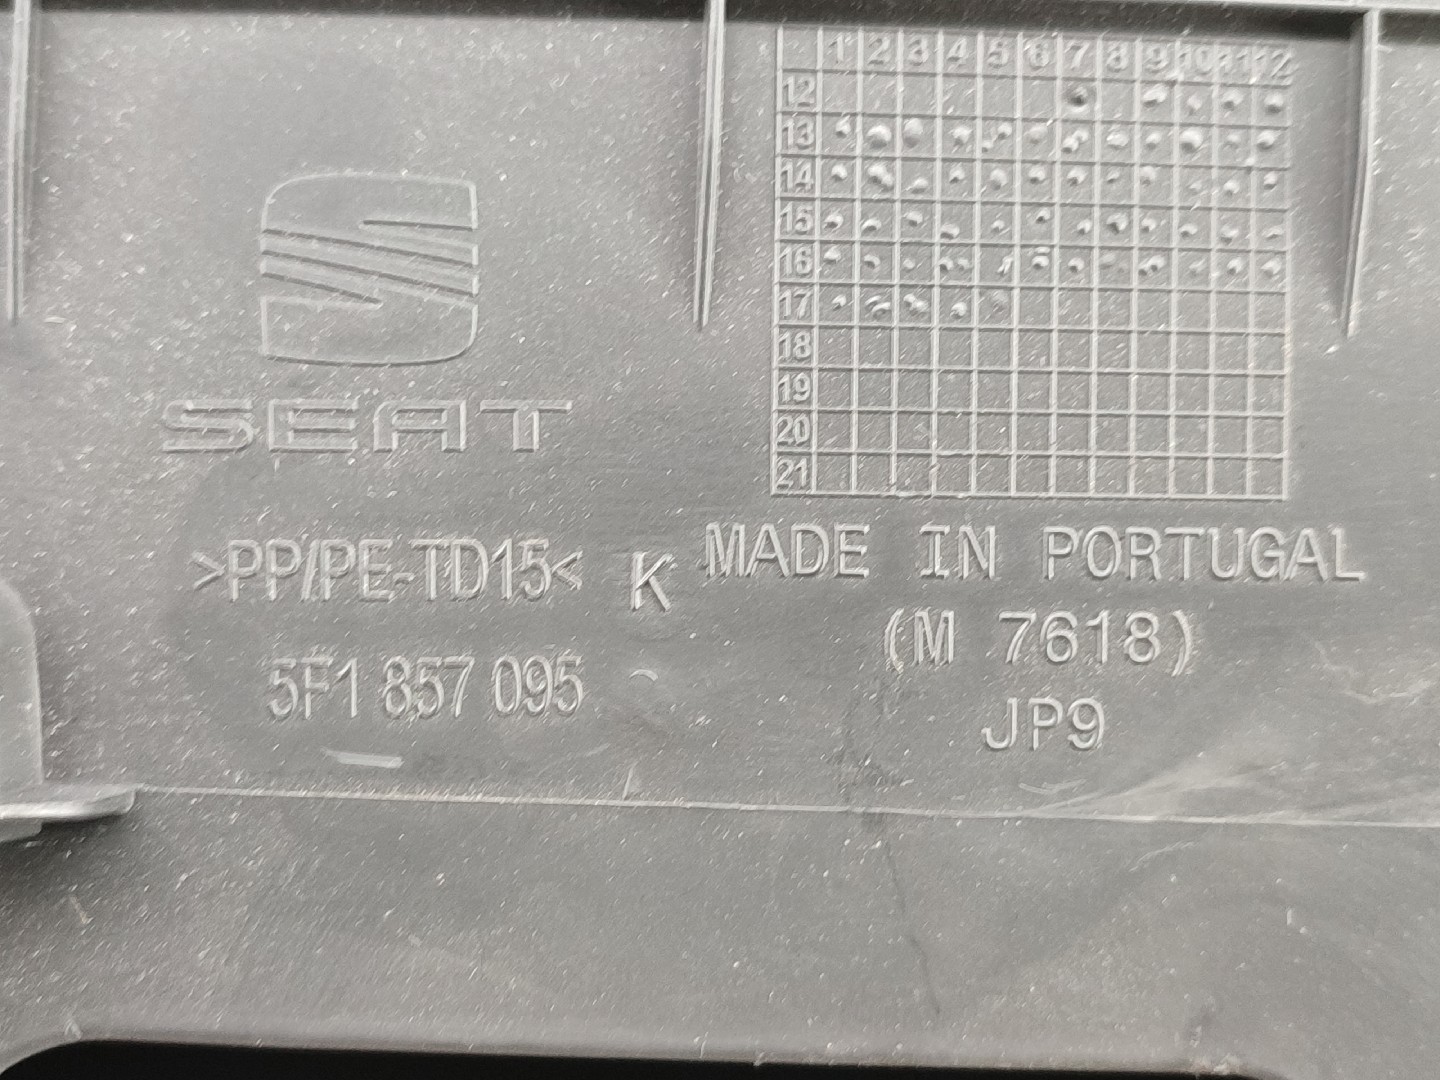 1 2 3 4 5 6 7 8 9 10 11 12
12
13
14
15
16
17
18
19
20
21
SEAT
>PP/PE-TD15< K
5F1 857 095
MADE IN PORTUGAL
(M 7618)
JP9